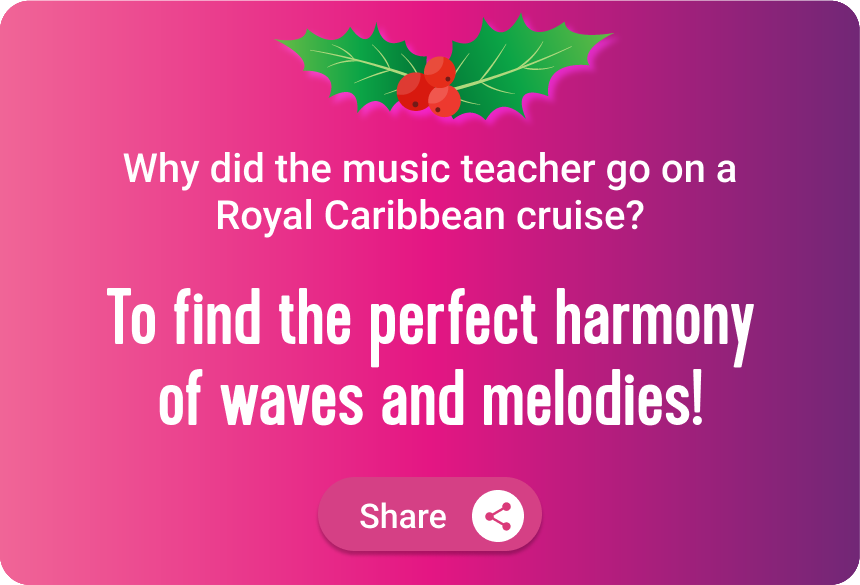 Why did the music teacher go on a
Royal Caribbean cruise?
To find the perfect harmony
of waves and melodies!
Share